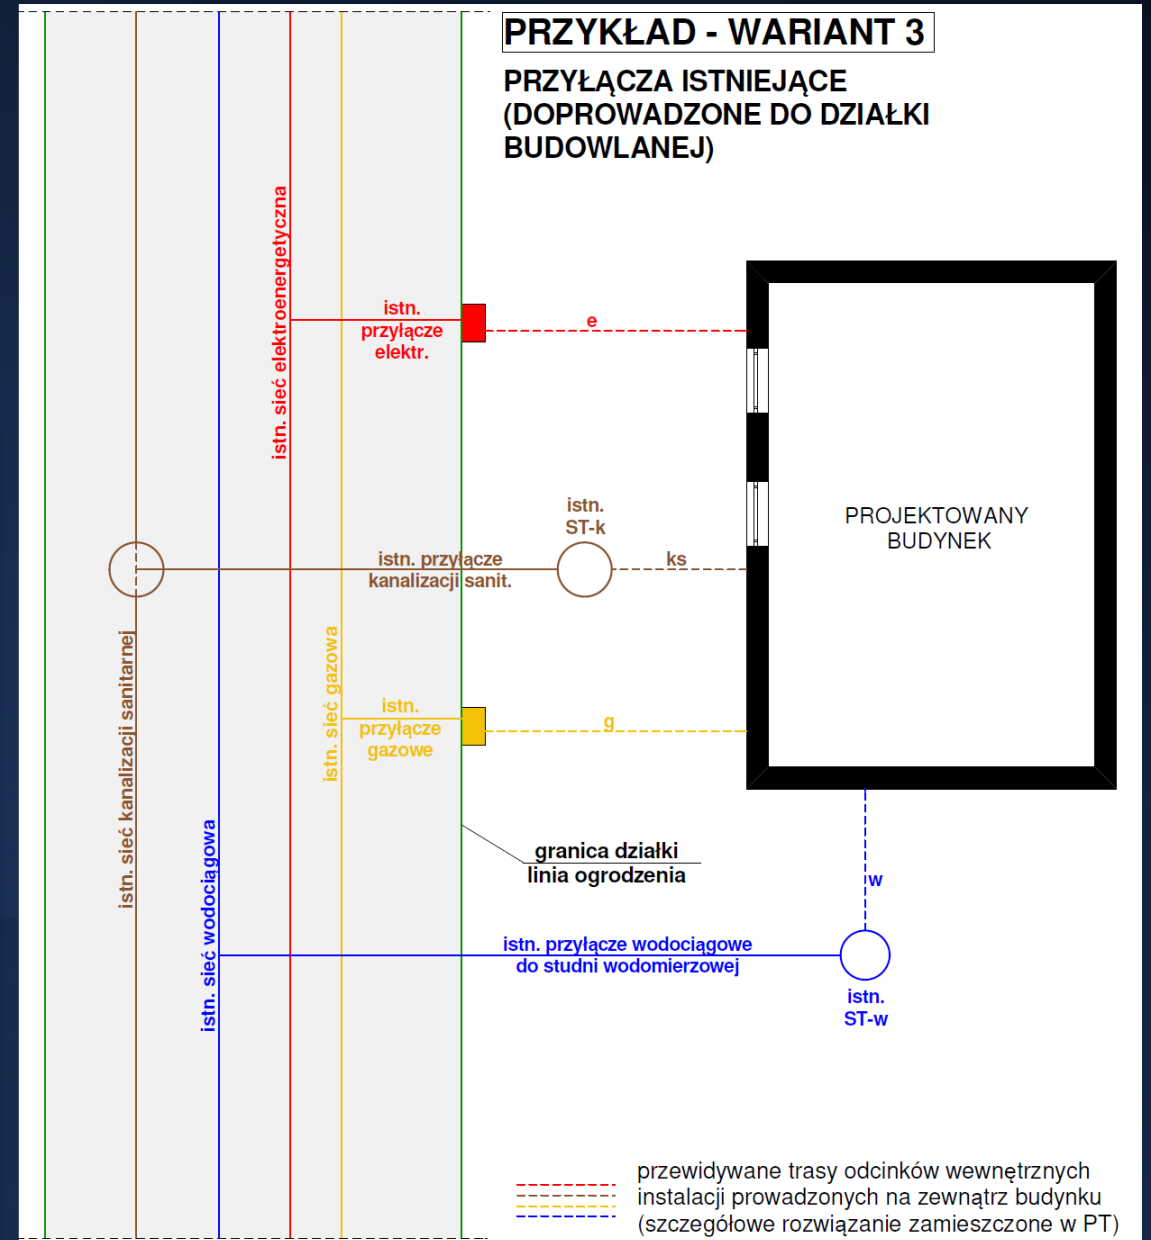 PRZYKŁAD - WARIANT 3
PRZYŁĄCZA ISTNIEJĄCE
(DOPROWADZONE DO DZIAŁKI
BUDOWLANEJ)
istn. sieć elektroenergetyczna
istn.
przyłącze
elektr.
e
istn.
ST-k
PROJEKTOWANY
BUDYNEK
istn. przyłącze
kanalizacji sanit.
ks
istn. sieć kanalizacji sanitarnej
istn. sieć gazowa
istn.
przyłącze
gazowe
g
istn. sieć wodociągowa
granica działki
linia ogrodzenia
w
istn. przyłącze wodociągowe
do studni wodomierzowej
istn.
ST-w
przewidywane trasy odcinków wewnętrznych
instalacji prowadzonych na zewnątrz budynku
(szczegółowe rozwiązanie zamieszczone w PT)